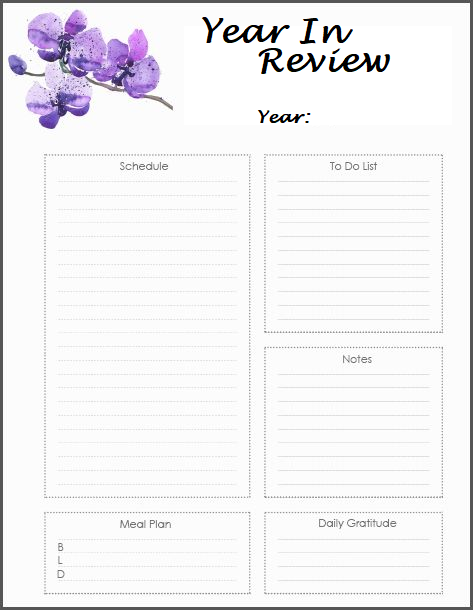 Year In
Review
Year:
Schedule
To Do List
Notes
Meal Plan
B
L
D
Daily Gratitude